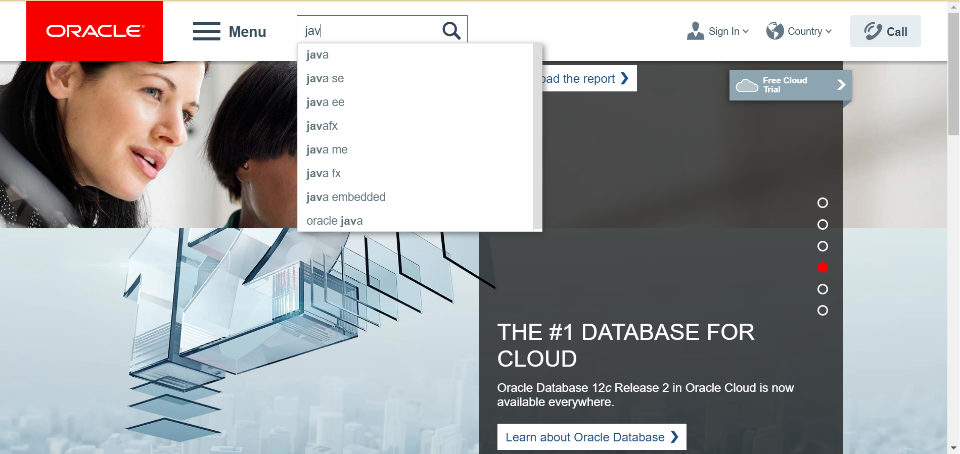 ORACLE®
Menu
jav
Sign In
Country
Call
java
java se
java ee
javafx
java me
java fx
java embedded
oracle java
oad the report
Free Cloud
Trial
THE #1 DATABASE FOR
CLOUD
Oracle Database 12c Release 2 in Oracle Cloud is now
available everywhere.
Learn about Oracle Database